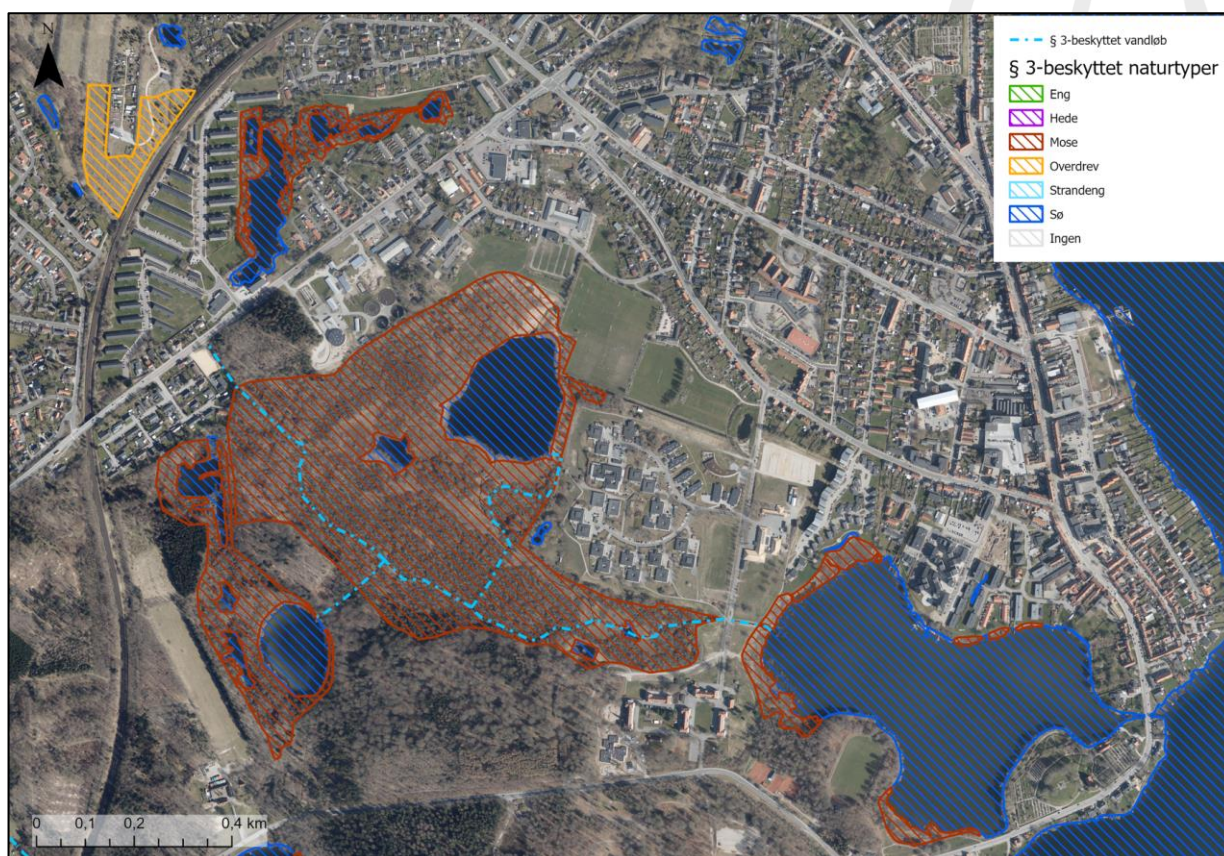 N
§ 3-beskyttet vandløb
§ 3-beskyttet naturtyper
Eng
Hede
Mose
Overdrev
Strandeng
Sø
Ingen
0 0,1 0,2 0,4 km